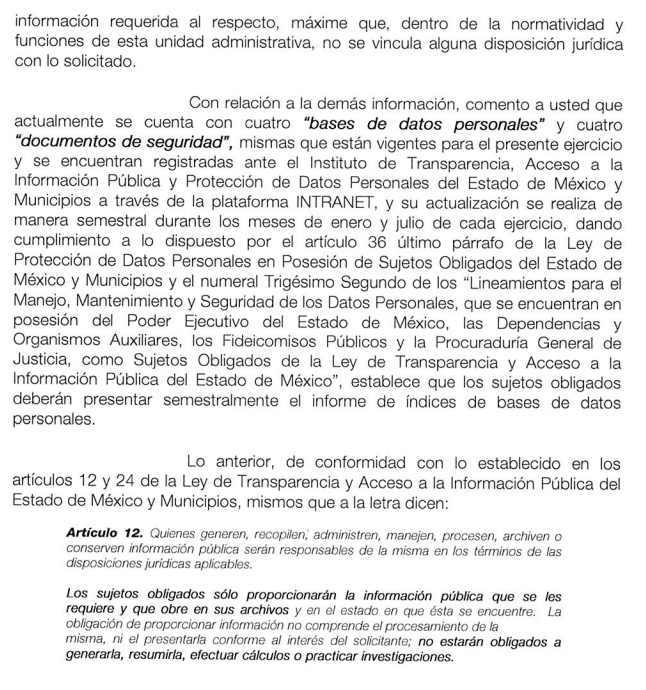 información requerida al respecto, máxime que, dentro de la normatividad y
funciones de esta unidad administrativa, no se vincula alguna disposición jurídica
con lo solicitado.
Con relación a la demás información, comento a usted que
actualmente se cuenta con cuatro "bases de datos personales" y cuatro
"documentos de seguridad", mismas que están vigentes para el presente ejercicio
y se encuentran registradas ante el Instituto de Transparencia, Acceso a la
Información Pública y Protección de Datos Personales del Estado de México y
Municipios a través de la plataforma INTRANET, y su actualización se realiza de
manera semestral durante los meses de enero y julio de cada ejercicio, dando
cumplimiento a lo dispuesto por el artículo 36 último párrafo de la Ley de
Protección de Datos Personales en Posesión de Sujetos Obligados del Estado de
México y Municipios y el numeral Trigésimo Segundo de los "Lineamientos para el
Manejo, Mantenimiento y Seguridad de los Datos Personales, que se encuentran en
posesión del Poder Ejecutivo del Estado de México, las Dependencias y
Organismos Auxiliares, los Fideicomisos Públicos y la Procuraduría General de
Justicia, como Sujetos Obligados de la Ley de Transparencia y Acceso a la
Información Pública del Estado de México", establece que los sujetos obligados
deberán presentar semestralmente el informe de índices de bases de datos
personales.
Lo anterior, de conformidad con lo establecido en los
artículos 12 y 24 de la Ley de Transparencia y Acceso a la Información Pública del
Estado de México y Municipios, mismos que a la letra dicen:
Artículo 12. Quienes generen, recopilen, administren, manejen, procesen, archiven o
conserven información pública serán responsables de la misma en los términos de las
disposiciones jurídicas aplicables.
Los sujetos obligados sólo proporcionarán la información pública que se les
requiere y que obre en sus archivos y en el estado en que ésta se encuentre. La
obligación de proporcionar información no comprende el procesamiento de la
misma, ni el presentarla conforme al interés del solicitante; no estarán obligados a
generarla, resumirla, efectuar cálculos o practicar investigaciones.